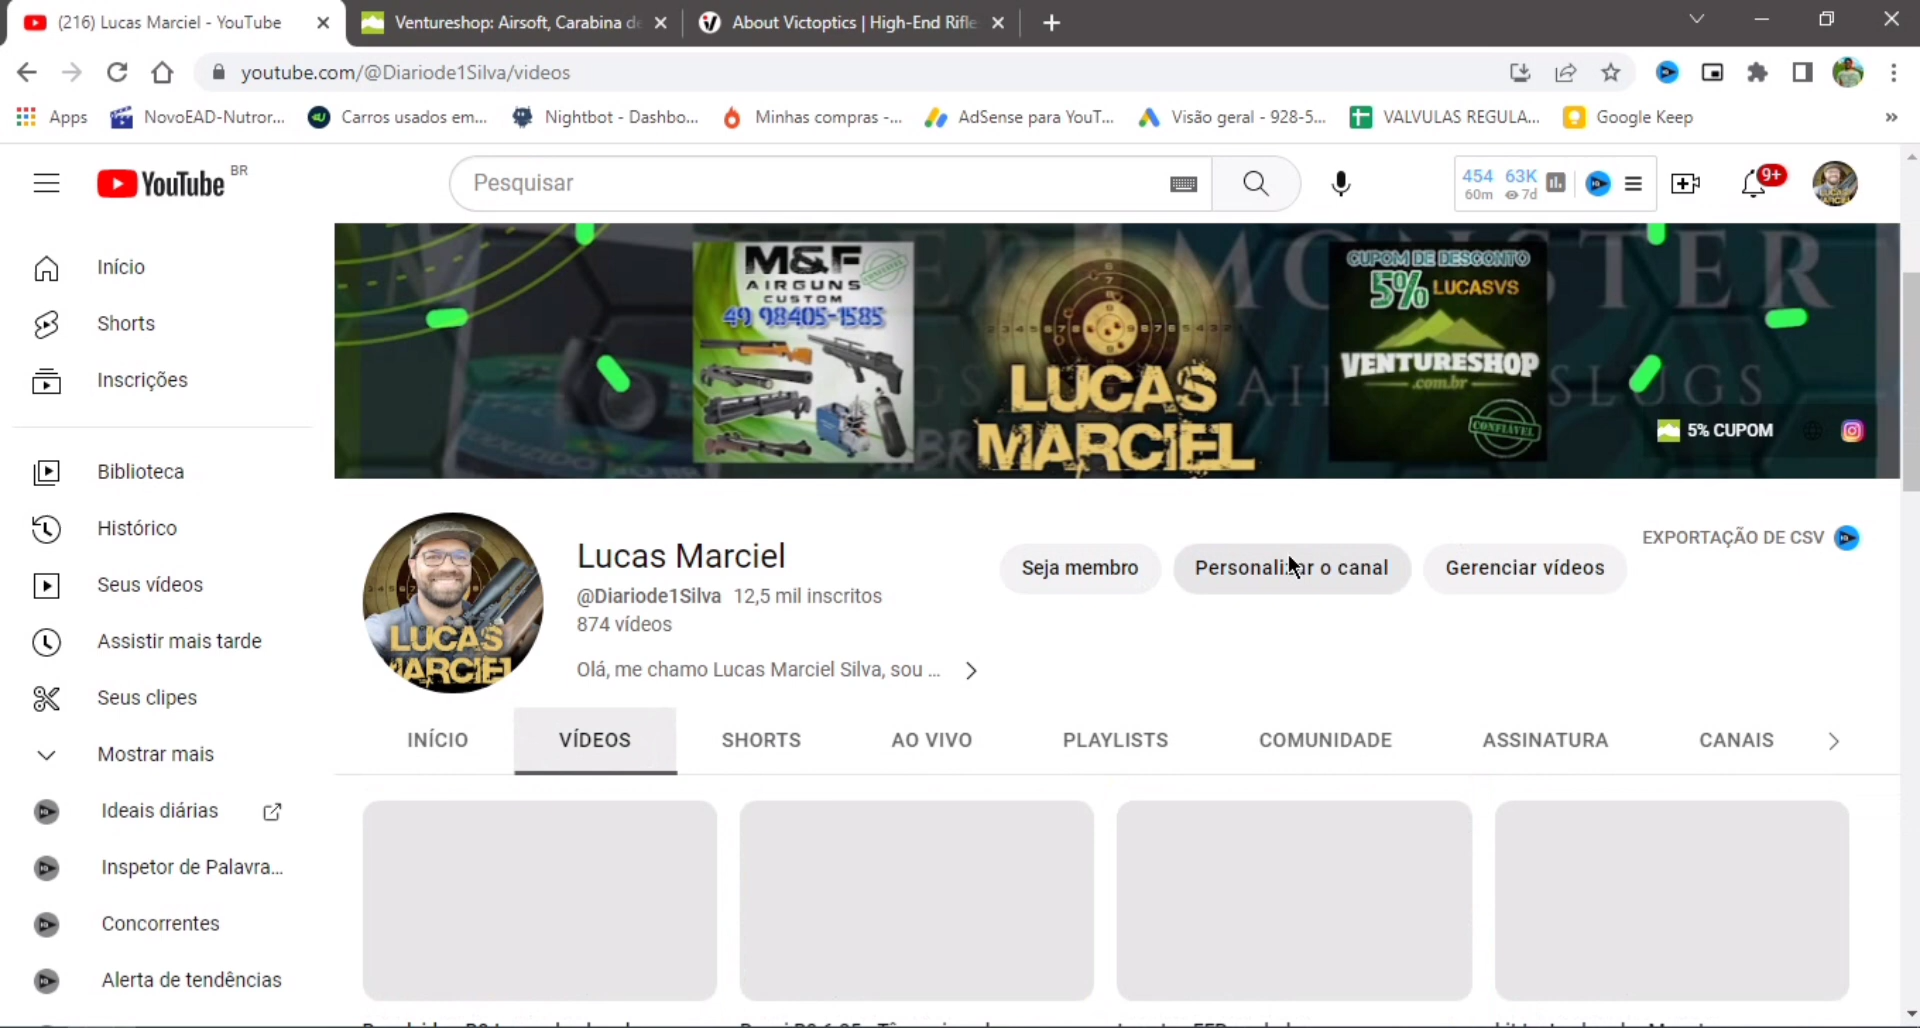 (216) Lucas Marciel - YouTube
Ventureshop: Airsoft, Carabina de
About Victoptics | High-End Rifle
youtube.com/@Diariode1Silva/videos
Apps
NovoEAD-Nutror...
Carros usados em...
Nightbot - Dashbo...
Minhas compras -...
AdSense para YouT...
Visão geral - 928-5...
VALVULAS REGULA...
Google Keep
»
YouTube BR
Pesquisar
454 63K
60m 7d
9+
Início
Shorts
Inscrições
Biblioteca
Histórico
Seus vídeos
Assistir mais tarde
Seus clipes
Mostrar mais
Ideais diárias
Inspetor de Palavra...
Concorrentes
Alerta de tendências
M&F
AIRGUNS
CUSTOM
49 98405-1585
CONFIÁVEL
LUCAS
MARCIEL
CUPOM DE DESCONTO
5% LUCASVS
VENTURESHOP
.com.br
CONFIÁVEL
5% CUPOM
LUCAS
MARCIEL
Lucas Marciel
@Diariode1Silva 12,5 mil inscritos
874 vídeos
Olá, me chamo Lucas Marciel Silva, sou ...
Seja membro
Personalizar o canal
Gerenciar vídeos
EXPORTAÇÃO DE CSV
INÍCIO
VÍDEOS
SHORTS
AO VIVO
PLAYLISTS
COMUNIDADE
ASSINATURA
CANAIS